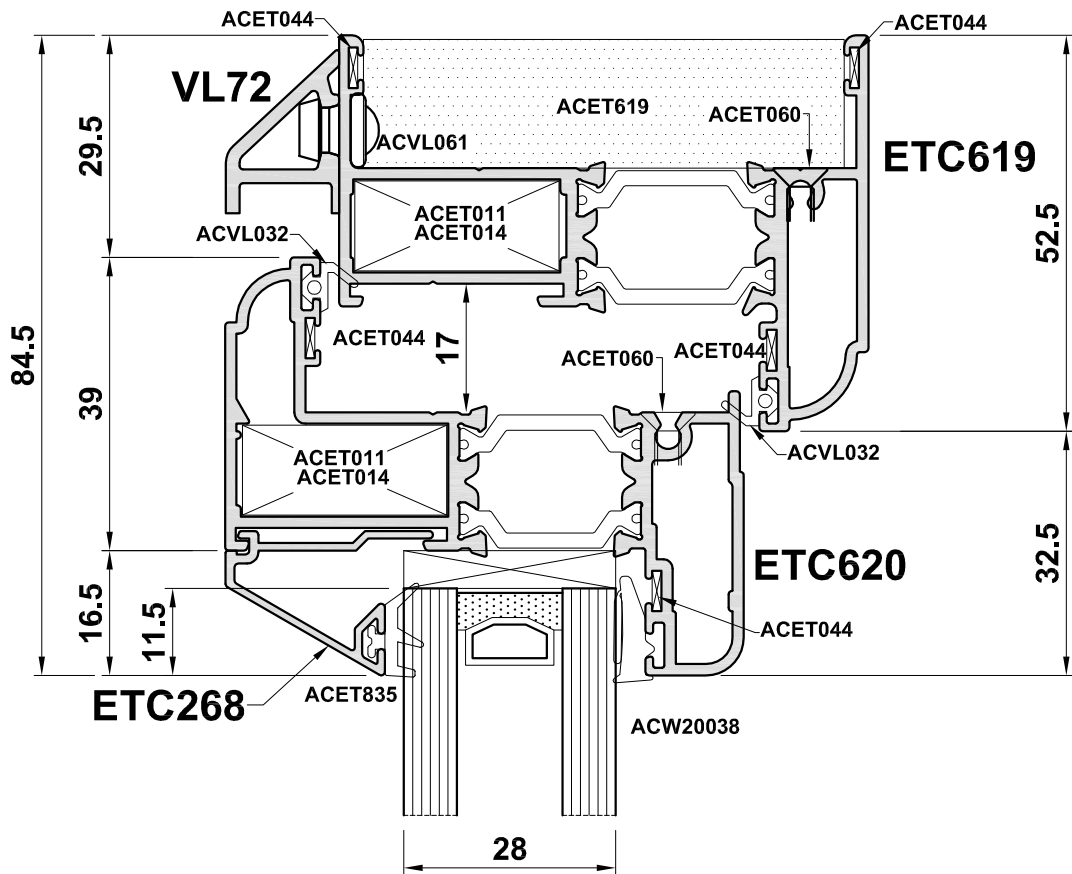 ACET044
ACET044
VL72
ACET619
ACET060
ACVL061
ETC619
29.5
ACET011
ACET014
ACVL032
52.5
84.5
ACET044
17
ACET060
ACET044
39
ACET011
ACET014
ACVL032
ETC620
32.5
16.5
11.5
ACET044
ETC268
ACET835
ACW20038
28